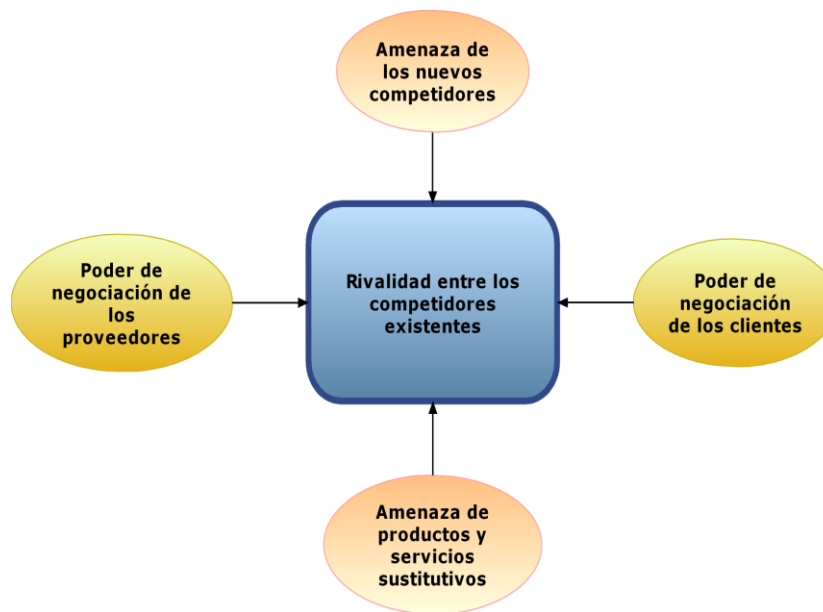 Amenaza de
los nuevos
competidores
Poder de
negociación de
los
proveedores
Rivalidad entre los
competidores
existentes
Poder de
negociación
de los clientes
Amenaza de
productos y
servicios
sustitutivos